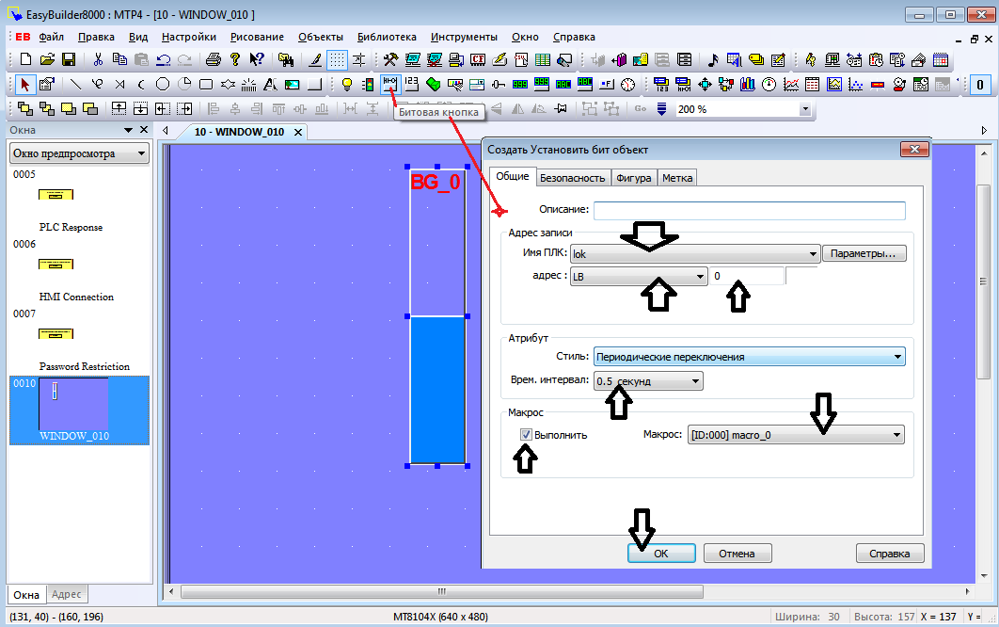 EasyBuilder8000 : MTP4 - [10 - WINDOW_010 ]
EB Файл Правка Вид Настройки Рисование Объекты Библиотека Инструменты Окно Справка
0
Go 200 %
Битовая кнопка
Окна
10 - WINDOW_010
Окно предпросмотра
0005
PLC Response
0006
HMI Connection
0007
Password Restriction
0010
WINDOW_010
Окна Адрес
BG_0
Создать Установить бит объект
Общие Безопасность Фигура Метка
Описание:
Адрес записи
Имя ПЛК: lok Параметры...
адрес : LB 0
Атрибут
Стиль: Периодические переключения
Врем. интервал: 0.5 секунд
Макрос
Выполнить Макрос: [ID:000] macro_0
OK Отмена Справка
(131, 40) - (160, 196) MT8104X (640 x 480) Ширина: 30 Высота: 157 X = 137 Y =